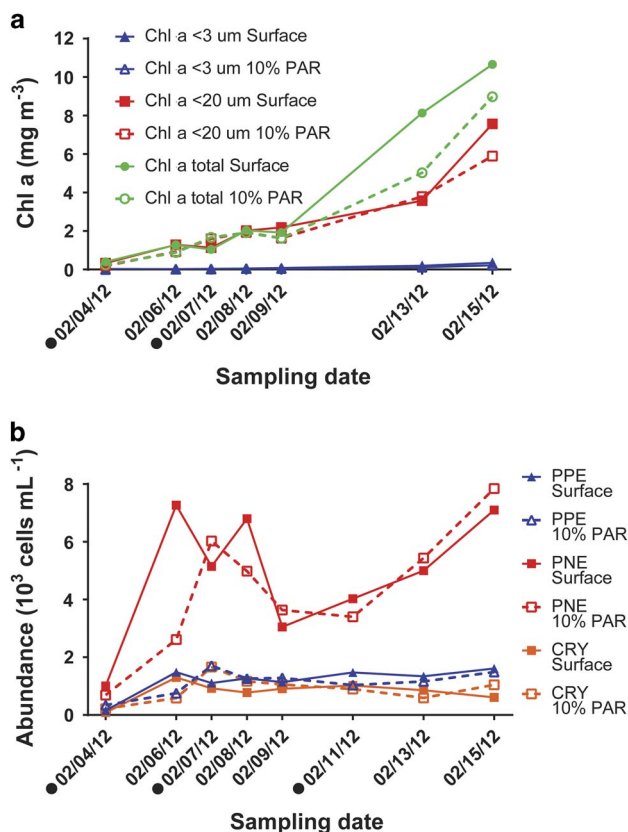 a
12
10
8
6
4
2
0
Chl a (mg m⁻³)
Chl a <3 um Surface
Chl a <3 um 10% PAR
Chl a <20 um Surface
Chl a <20 um 10% PAR
Chl a total Surface
Chl a total 10% PAR
02/04/12
02/06/12
02/07/12
02/08/12
02/09/12
02/13/12
02/15/12
Sampling date
b
8
6
4
2
0
Abundance (10³ cells mL ⁻¹)
PPE
Surface
PPE
10% PAR
PNE
Surface
PNE
10% PAR
CRY
Surface
CRY
10% PAR
02/04/12
02/06/12
02/07/12
02/08/12
02/09/12
02/11/12
02/13/12
02/15/12
Sampling date